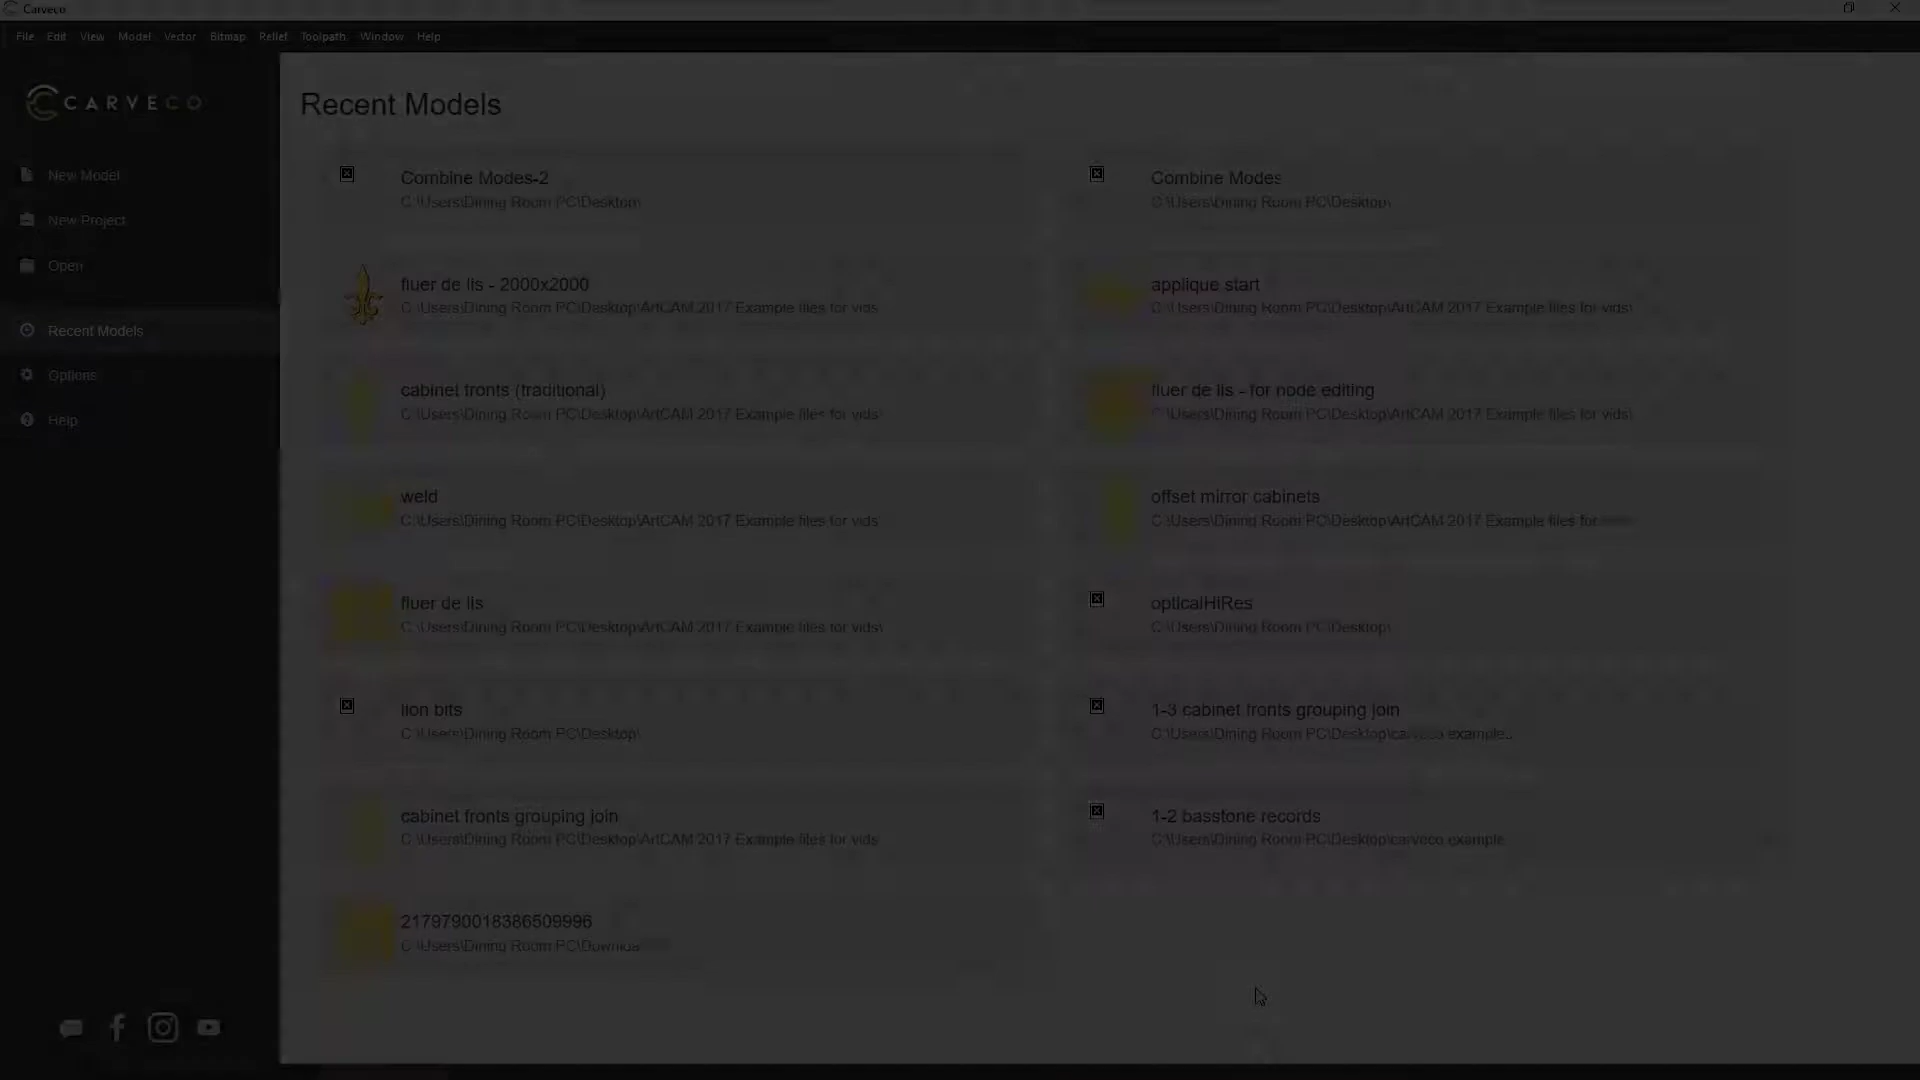 Carveco
File Edit View Model Vector Bitmap Relief Toolpath Window Help
CARVECO
New Model
New Project
Open
Recent Models
Options
Help
Recent Models
Combine Modes-2
C:\Users\Dining Room PC\Desktop\
Combine Modes
C:\Users\Dining Room PC\Desktop\
fluer de lis - 2000x2000
C:\Users\Dining Room PC\Desktop\ArtCAM 2017 Example files for vids\
applique start
C:\Users\Dining Room PC\Desktop\ArtCAM 2017 Example files for vids\
cabinet fronts (traditional)
C:\Users\Dining Room PC\Desktop\ArtCAM 2017 Example files for vids\
fluer de lis - for node editing
C:\Users\Dining Room PC\Desktop\ArtCAM 2017 Example files for vids\
weld
C:\Users\Dining Room PC\Desktop\ArtCAM 2017 Example files for vids\
offset mirror cabinets
C:\Users\Dining Room PC\Desktop\ArtCAM 2017 Example files for
fluer de lis
C:\Users\Dining Room PC\Desktop\ArtCAM 2017 Example files for vids\
opticalHiRes
C:\Users\Dining Room PC\Desktop\
lion bits
C:\Users\Dining Room PC\Desktop\
1-3 cabinet fronts grouping join
C:\Users\Dining Room PC\Desktop\carveco example...
cabinet fronts grouping join
C:\Users\Dining Room PC\Desktop\ArtCAM 2017 Example files for vids\
1-2 basstone records
C:\Users\Dining Room PC\Desktop\carveco example
2179790018386509996
C:\Users\Dining Room PC\